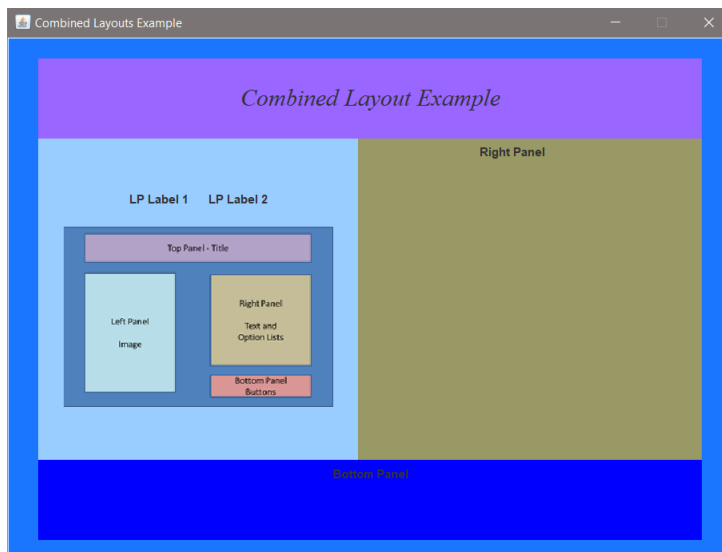 Combined Layouts Example
Combined Layout Example
LP Label 1 LP Label 2
Top Panel - Title
Left Panel
Image
Right Panel
Text and
Option Lists
Bottom Panel
Buttons
Right Panel
Bottom Panel